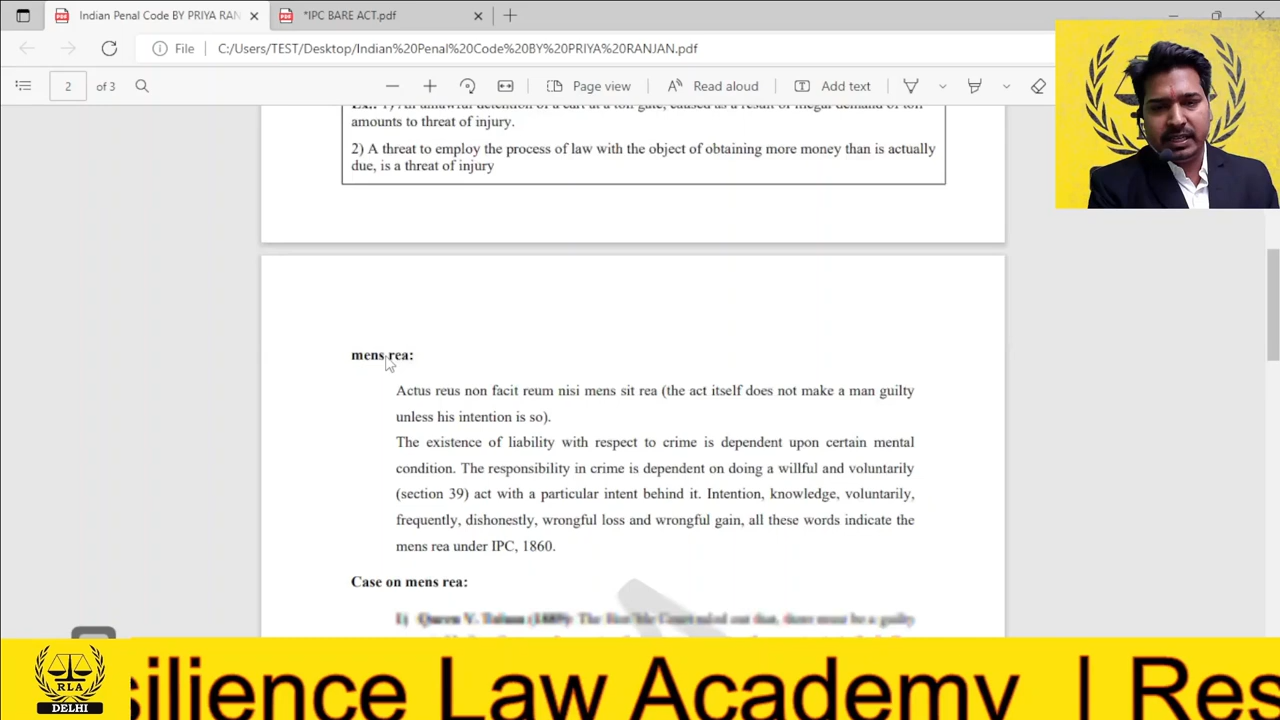 Indian Penal Code BY PRIYA RAN
*IPC BARE ACT.pdf
File
C:/Users/TEST/Desktop/Indian%20Penal%20Code%20BY%20PRIYA%20RANJAN.pdf
2 of 3
Page view
Read aloud
Add text
amounts to threat of injury.
2) A threat to employ the process of law with the object of obtaining more money than is actually
due, is a threat of injury
mens rea:
Actus reus non facit reum nisi mens sit rea (the act itself does not make a man guilty
unless his intention is so).
The existence of liability with respect to crime is dependent upon certain mental
condition. The responsibility in crime is dependent on doing a willful and voluntarily
(section 39) act with a particular intent behind it. Intention, knowledge, voluntarily,
frequently, dishonestly, wrongful loss and wrongful gain, all these words indicate the
mens rea under IPC, 1860.
Case on mens rea:
RLA
DELHI
silience Law Academy | Res